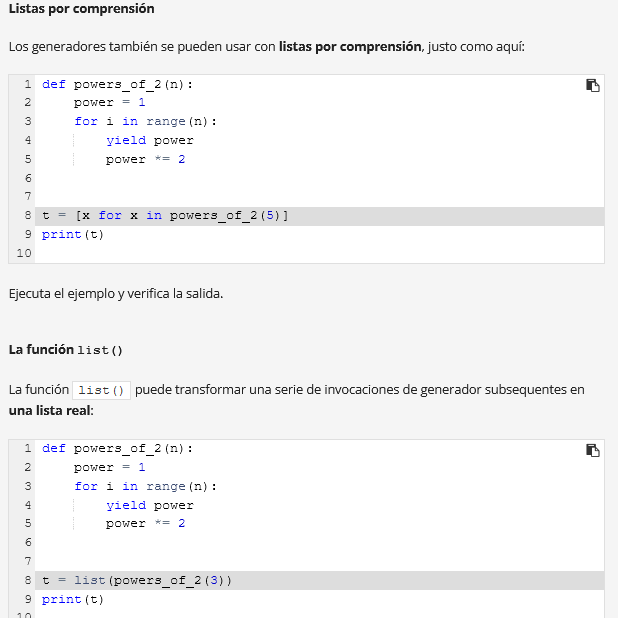 Listas por comprensión
Los generadores también se pueden usar con listas por comprensión, justo como aquí:
1 def powers_of_2(n):
2     power = 1
3     for i in range(n):
4         yield power
5         power *= 2
6
7
8 t = [x for x in powers_of_2(5)]
9 print(t)
10
Ejecuta el ejemplo y verifica la salida.
La función list()
La función list() puede transformar una serie de invocaciones de generador subsequentes en
una lista real:
1 def powers_of_2(n):
2     power = 1
3     for i in range(n):
4         yield power
5         power *= 2
6
7
8 t = list(powers_of_2(3))
9 print(t)
10